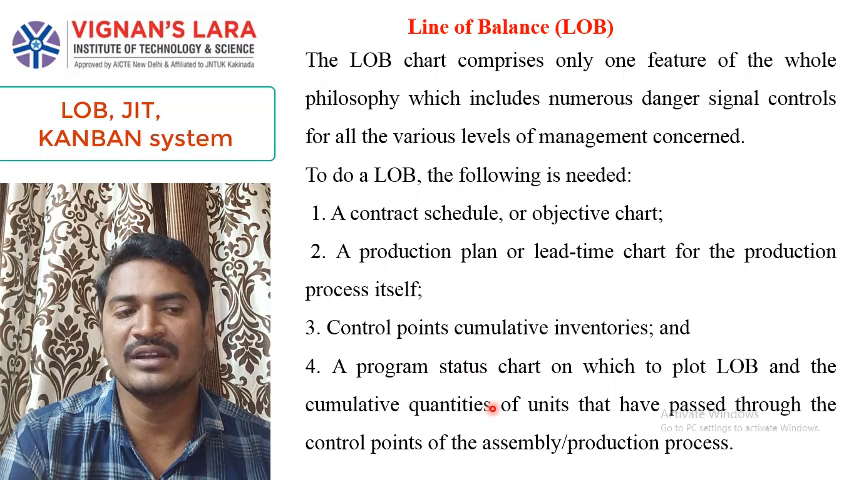 VIGNAN'S LARA
INSTITUTE OF TECHNOLOGY & SCIENCE
Approved by AICTE New Delhi & Affiliated to JNTUK Kakinada
LOB, JIT,
KANBAN system
Line of Balance (LOB)
The LOB chart comprises only one feature of the whole
philosophy which includes numerous danger signal controls
for all the various levels of management concerned.
To do a LOB, the following is needed:
1. A contract schedule, or objective chart;
2. A production plan or lead-time chart for the production
process itself;
3. Control points cumulative inventories; and
4. A program status chart on which to plot LOB and the
cumulative quantities of units that have passed through the
control points of the assembly/production process.
Activate Windows
Go to PC settings to activate Windows.